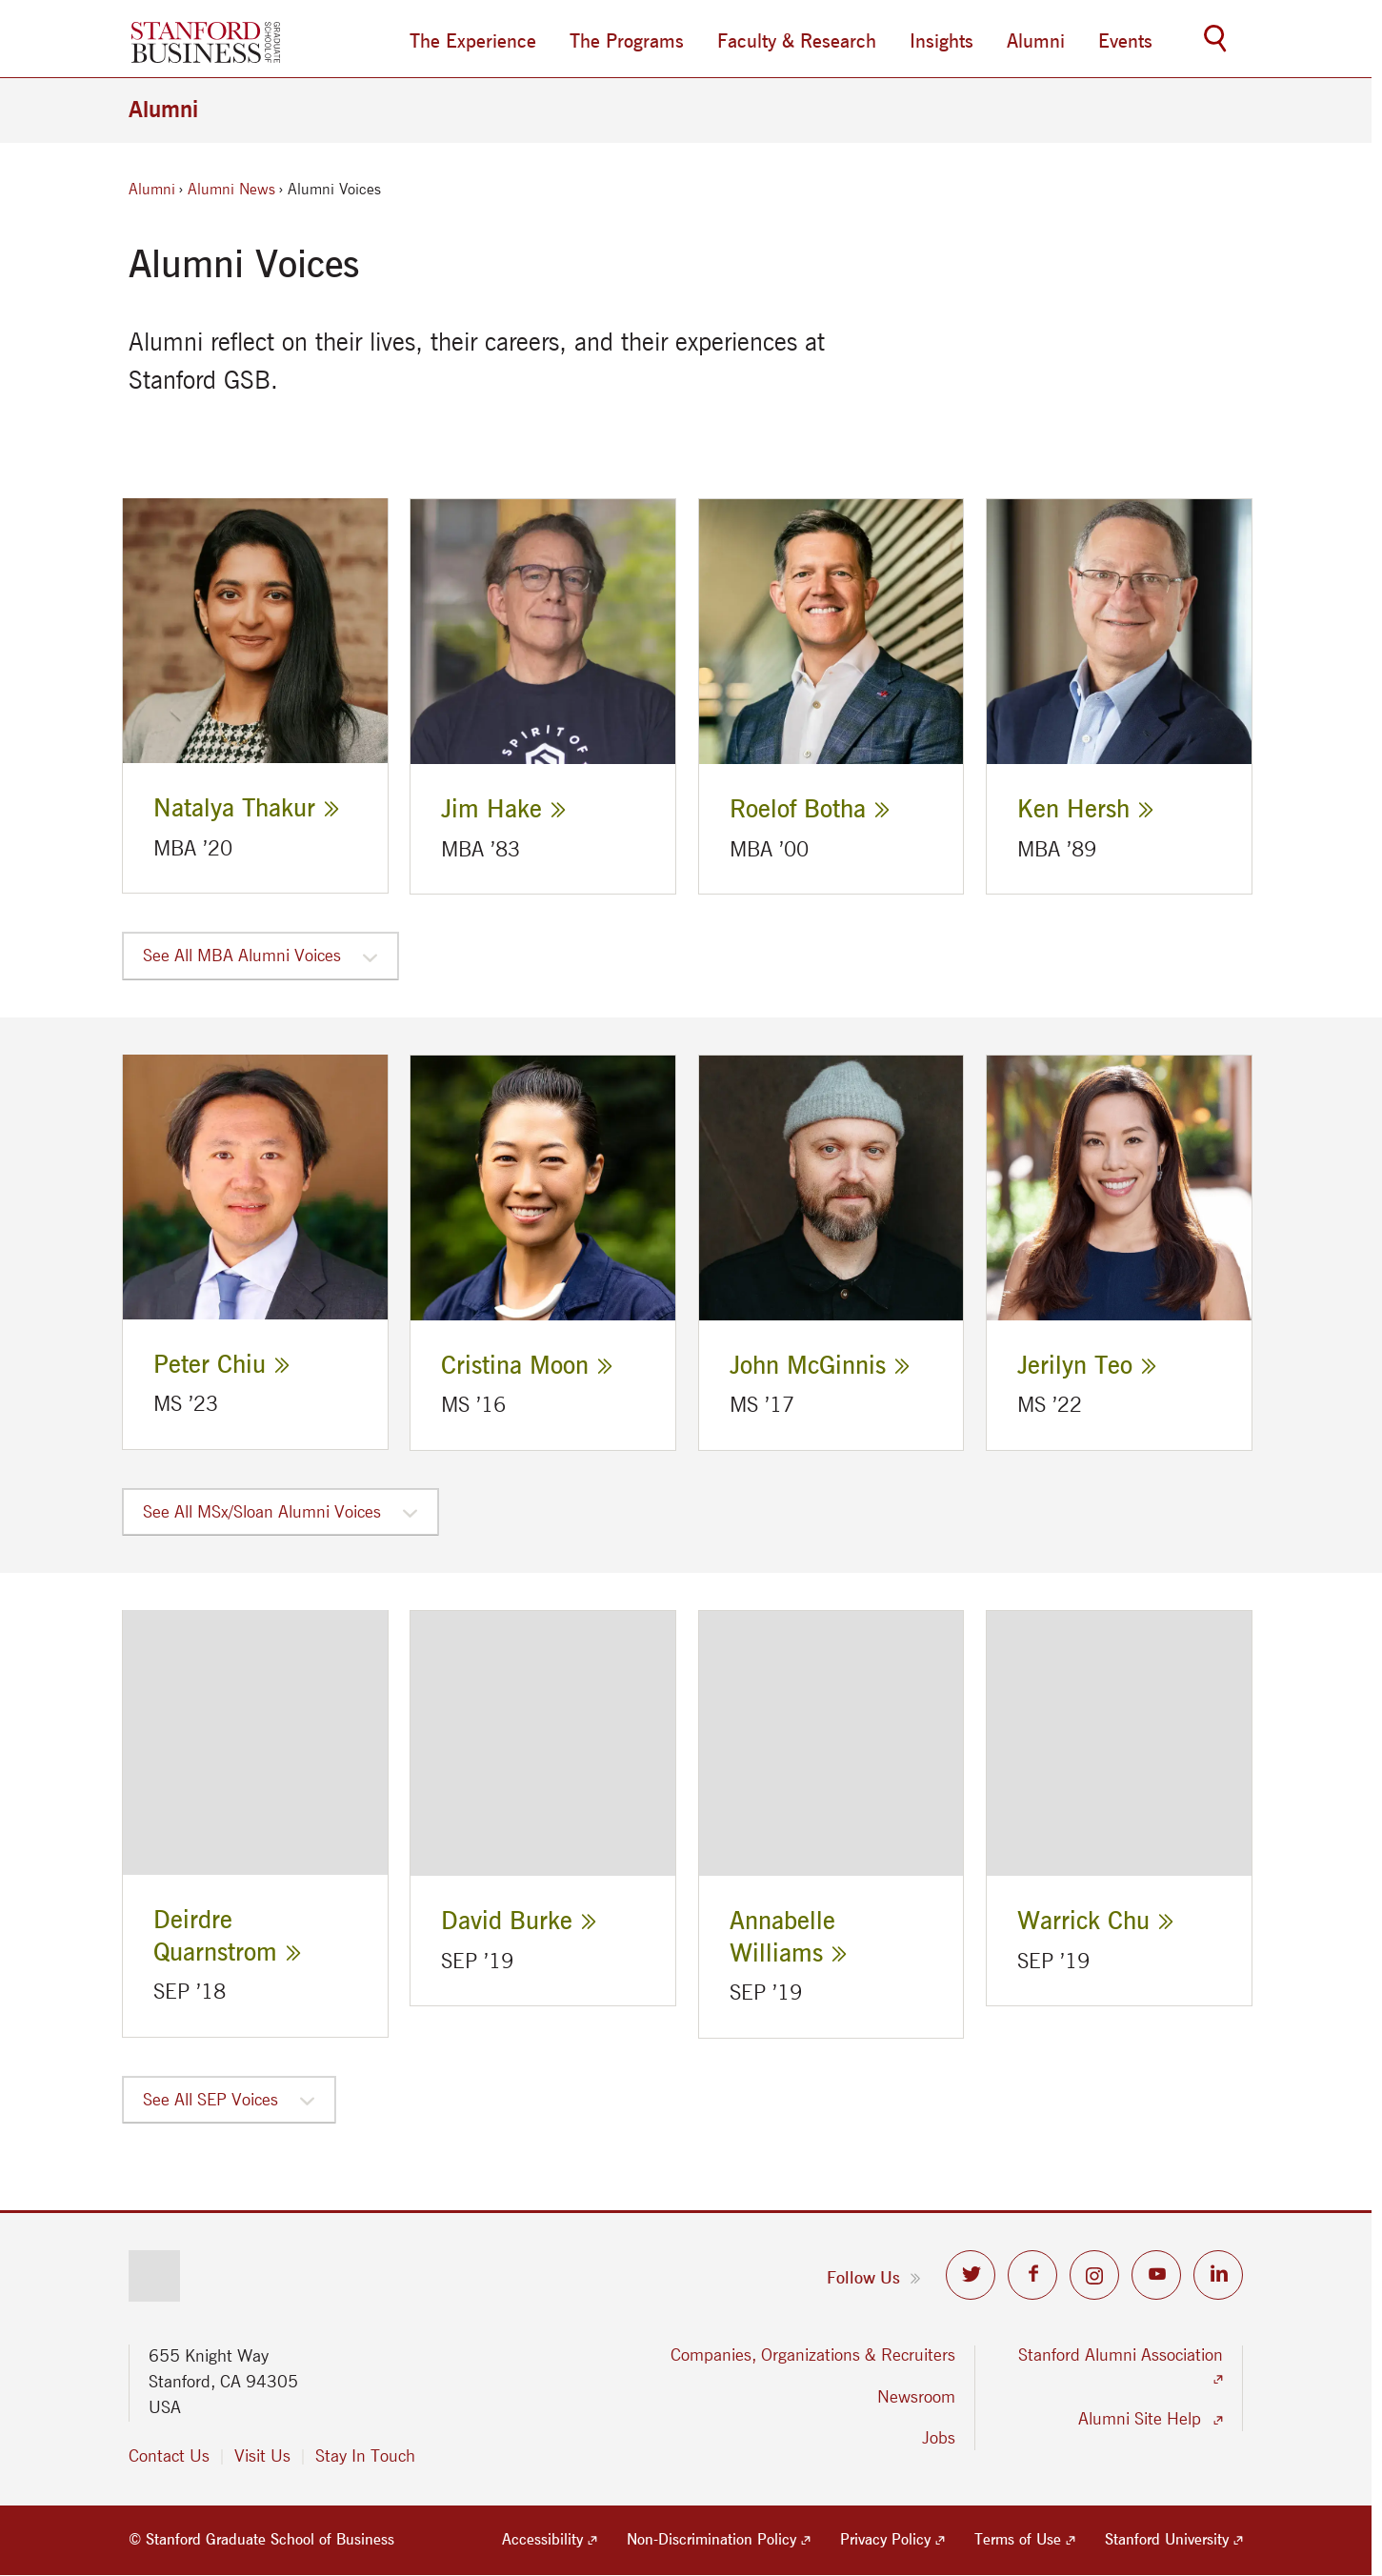 STANFORD
BUSINESS
GRADUATE
SCHOOL OF
The Experience
The Programs
Faculty & Research
Insights
Alumni
Events
Alumni
Alumni › Alumni News › Alumni Voices
Alumni Voices
Alumni reflect on their lives, their careers, and their experiences at
Stanford GSB.
SPIRIT OF
Natalya Thakur
MBA ’20
Jim Hake
MBA ’83
Roelof Botha
MBA ’00
Ken Hersh
MBA ’89
See All MBA Alumni Voices
Peter Chiu
MS ’23
Cristina Moon
MS ’16
John McGinnis
MS ’17
Jerilyn Teo
MS ’22
See All MSx/Sloan Alumni Voices
Deirdre
Quarnstrom
SEP ’18
David Burke
SEP ’19
Annabelle
Williams
SEP ’19
Warrick Chu
SEP ’19
See All SEP Voices
Follow Us
655 Knight Way
Stanford, CA 94305
USA
Contact Us
Visit Us
Stay In Touch
Companies, Organizations & Recruiters
Newsroom
Jobs
Stanford Alumni Association
Alumni Site Help
© Stanford Graduate School of Business
Accessibility
Non-Discrimination Policy
Privacy Policy
Terms of Use
Stanford University